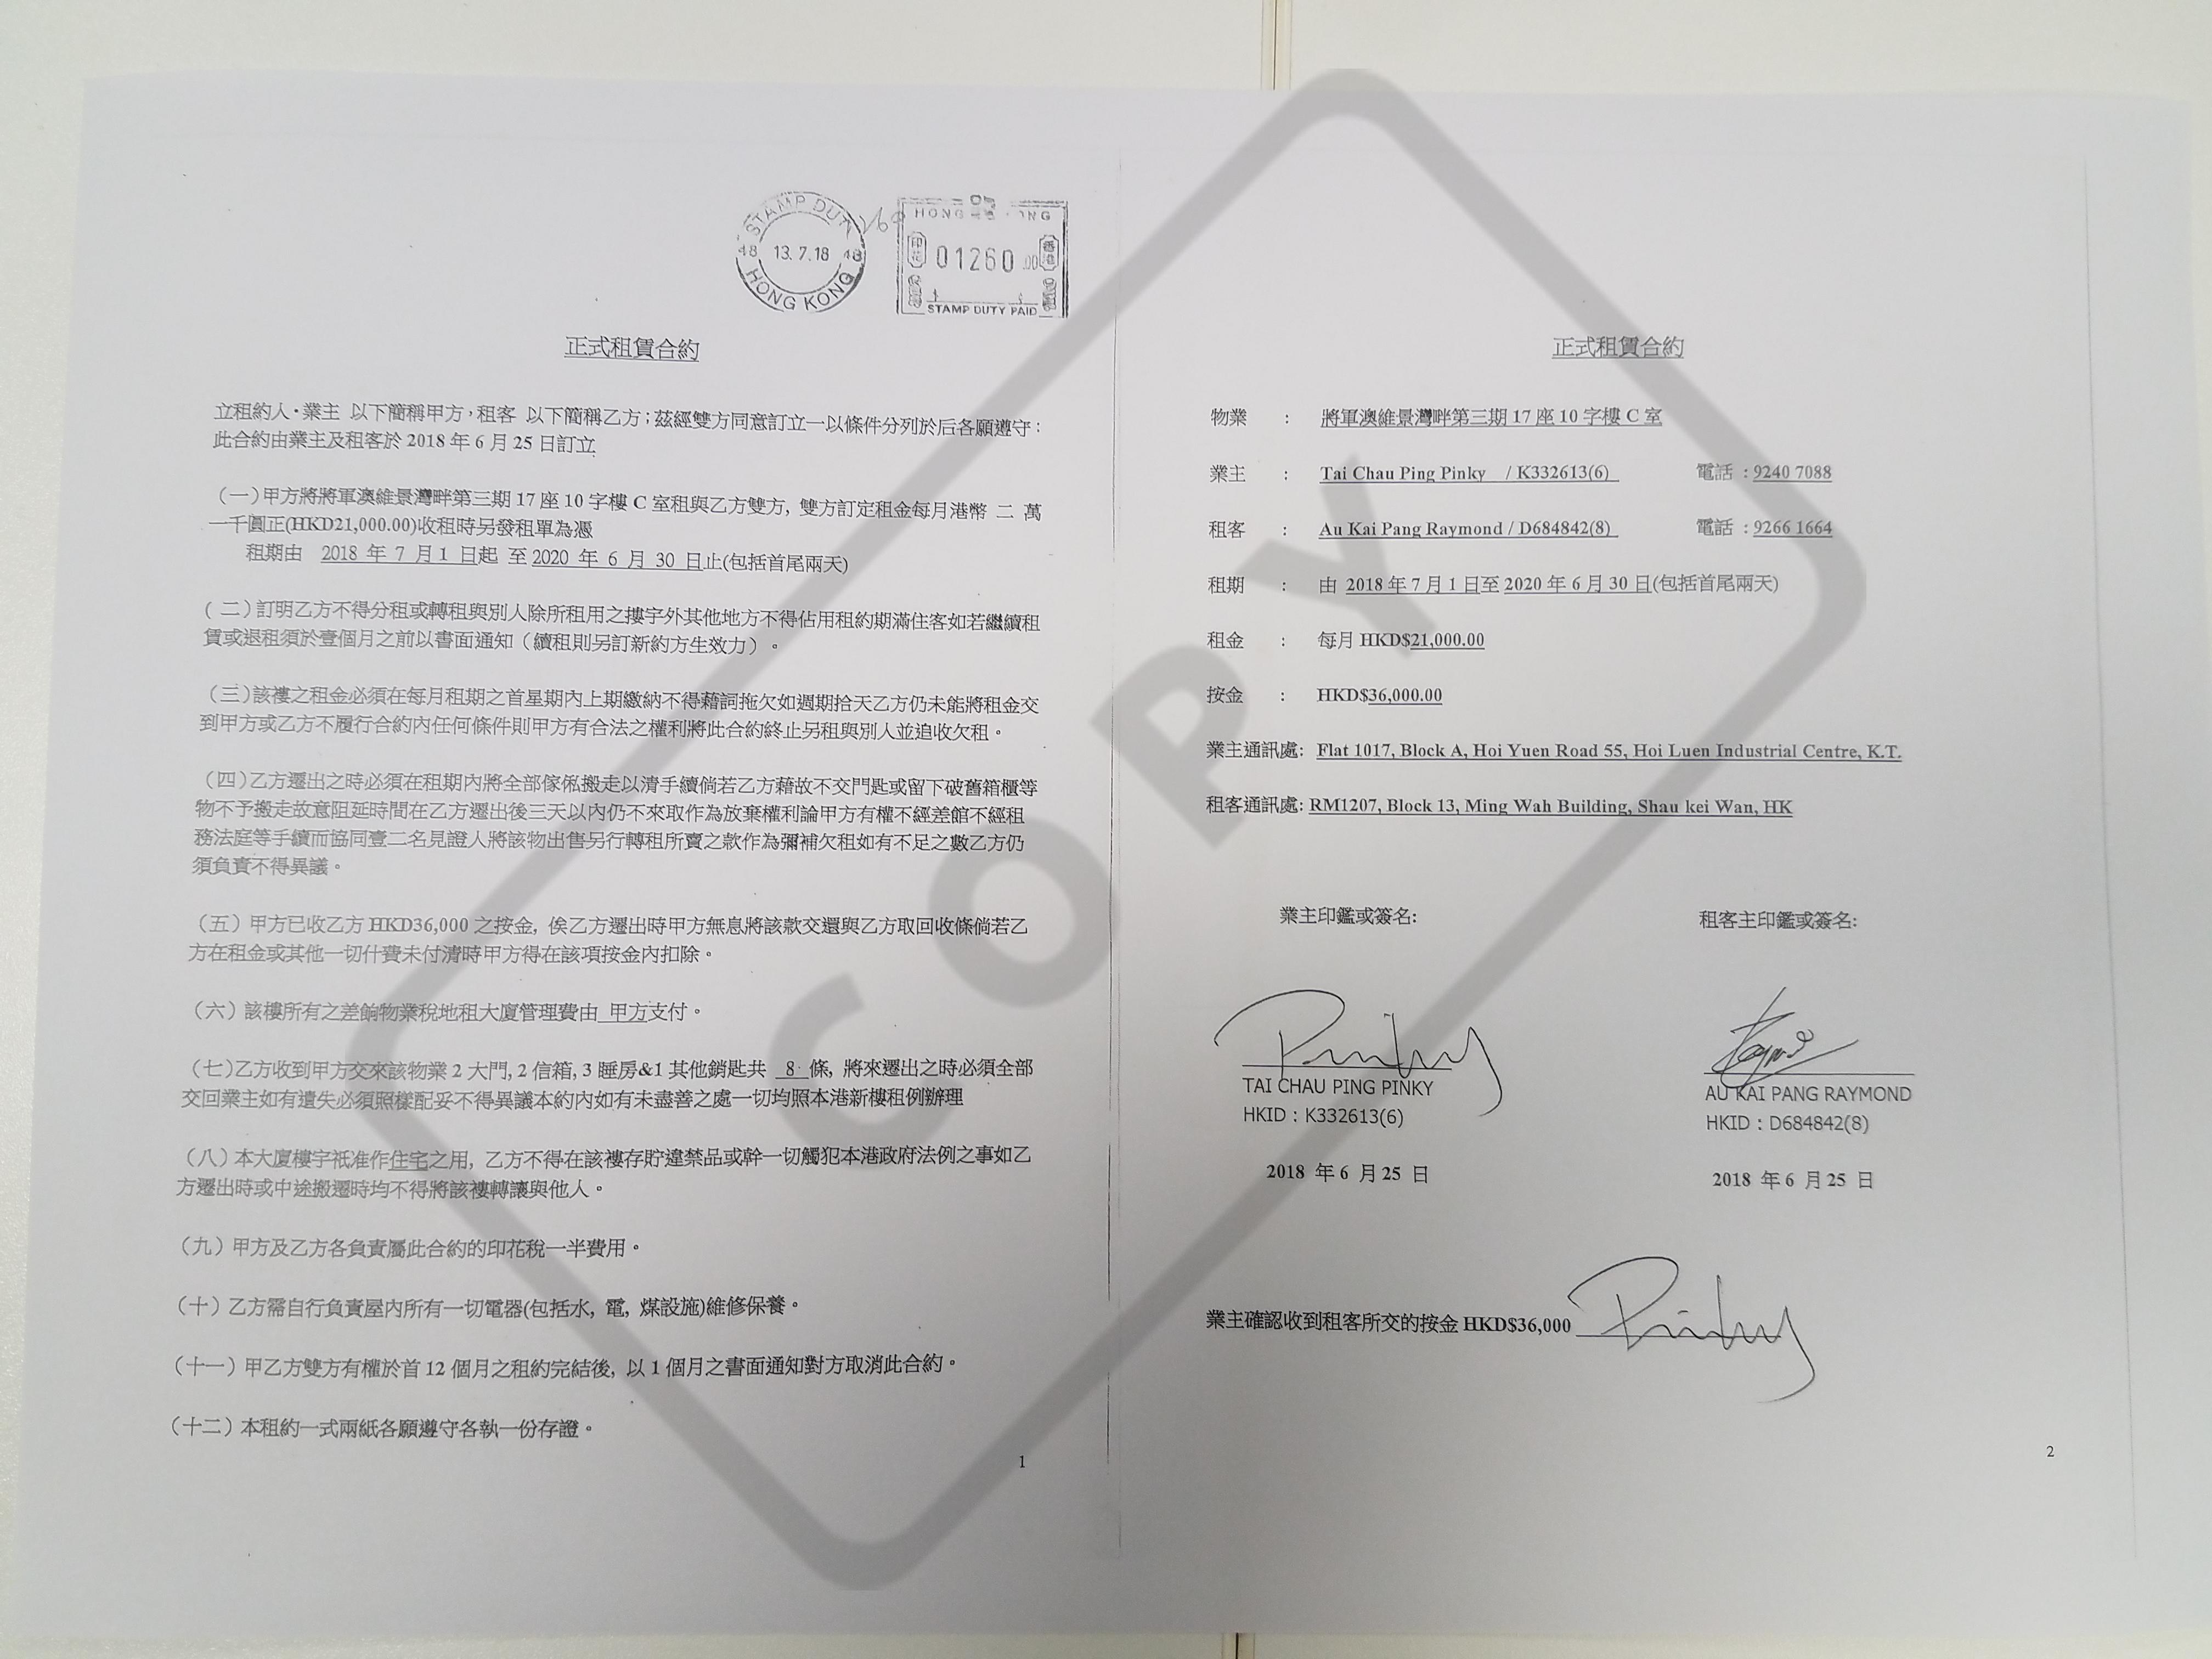 STAMP DUTY
48 13.7.18 48
HONG KONG
HONG KONG
01260.00
STAMP DUTY PAID
正式租賃合約
立租約人·業主 以下簡稱甲方,租客 以下簡稱乙方;茲經雙方同意訂立一以條件分列於后各願遵守:
此合約由業主及租客於 2018 年 6 月 25 日訂立
(一)甲方將將軍澳維景灣畔第三期 17 座 10 字樓 C 室租與乙方雙方, 雙方訂定租金每月港幣 二 萬
一千圓正(HKD21,000.00)收租時另發租單為憑
租期由 2018 年 7 月 1 日起 至 2020 年 6 月 30 日止(包括首尾兩天)
(二)訂明乙方不得分租或轉租與別人除所租用之摟宇外其他地方不得佔用租約期滿住客如若繼續租
賃或退租須於壹個月之前以書面通知(續租則另訂新約方生效力)。
(三)該樓之租金必須在每月租期之首星期內上期繳納不得藉詞拖欠如週期拾天乙方仍未能將租金交
到甲方或乙方不履行合約內任何條件則甲方有合法之權利將此合約終止另租與別人並追收欠租。
(四)乙方遷出之時必須在租期內將全部傢俬搬走以清手續倘若乙方藉故不交門匙或留下破舊箱櫃等
物不予搬走故意阻延時間在乙方遷出後三天以內仍不來取作為放棄權利論甲方有權不經差館不經租
務法庭等手續而協同壹二名見證人將該物出售另行轉租所賣之款作為彌補欠租如有不足之數乙方仍
須負責不得異議。
(五)甲方已收乙方 HKD36,000 之按金, 俟乙方遷出時甲方無息將該款交還與乙方取回收條倘若乙
方在租金或其他一切什費未付清時甲方得在該項按金內扣除。
(六)該樓所有之差餉物業稅地租大廈管理費由 甲方支付。
(七)乙方收到甲方交來該物業 2 大門, 2 信箱, 3 睡房&1 其他銷匙共 8 條, 將來遷出之時必須全部
交回業主如有遺失必須照樣配妥不得異議本約內如有未盡善之處一切均照本港新樓租例辦理
(八)本大廈樓宇祇准作住宅之用, 乙方不得在該樓存貯違禁品或幹一切觸犯本港政府法例之事如乙
方遷出時或中途搬遷時均不得將該樓轉讓與他人。
(九)甲方及乙方各負責屬此合約的印花稅一半費用。
(十)乙方需自行負責屋內所有一切電器(包括水, 電, 煤設施)維修保養。
(十一)甲乙方雙方有權於首 12 個月之租約完結後, 以 1 個月之書面通知對方取消此合約。
(十二)本租約一式兩紙各願遵守各執一份存證。
1
正式租賃合約
物業 : 將軍澳維景灣畔第三期 17 座 10 字樓 C 室
業主 : Tai Chau Ping Pinky / K332613(6) 電話 : 9240 7088
租客 : Au Kai Pang Raymond / D684842(8) 電話 : 9266 1664
租期 : 由 2018 年 7 月 1 日至 2020 年 6 月 30 日(包括首尾兩天)
租金 : 每月 HKD$21,000.00
按金 : HKD$36,000.00
業主通訊處: Flat 1017, Block A, Hoi Yuen Road 55, Hoi Luen Industrial Centre, K.T.
租客通訊處: RM1207, Block 13, Ming Wah Building, Shau kei Wan, HK
業主印鑑或簽名: 租客主印鑑或簽名:
Pinky
TAI CHAU PING PINKY AU KAI PANG RAYMOND
HKID : K332613(6) HKID : D684842(8)
2018 年 6 月 25 日 2018 年 6 月 25 日
業主確認收到租客所交的按金 HKD$36,000 Pinky
2
COPY